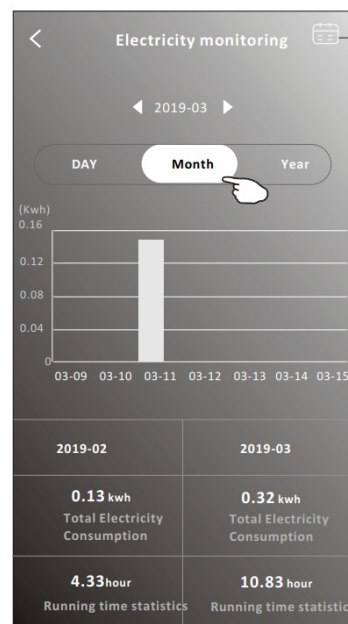 Electricity monitoring
2019-03
DAY Month Year
(Kwh)
0.16
0.12
0.08
0.04
0
03-09 03-10 03-11 03-12 03-13 03-14 03-15
2019-02 2019-03
0.13 kwh 0.32 kwh
Total Electricity Total Electricity
Consumption Consumption
4.33hour 10.83 hour
Running time statistics Running time statistic